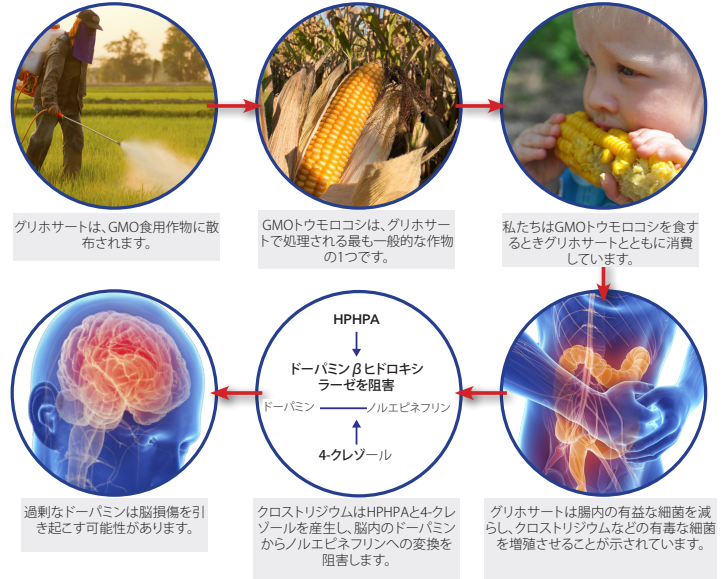 グリホサートは、GMO食用作物に散
布されます。
GMOトウモロコシは、グリホサー
トで処理される最も一般的な作物
の1つです。
私たちはGMOトウモロコシを食す
るときグリホサートとともに消費
しています。
HPHPA
ドーパミンβヒドロキシ
ラーゼを阻害
ドーパミン ノルエピネフリン
4-クレゾール
過剰なドーパミンは脳損傷を引
き起こす可能性があります。
クロストリジウムはHPHPAと4-クレ
ゾールを産生し、脳内のドーパミン
からノルエピネフリンへの変換を
阻害します。
グリホサートは腸内の有益な細菌を減
らし、クロストリジウムなどの有毒な細菌
を増殖させることが示されています。